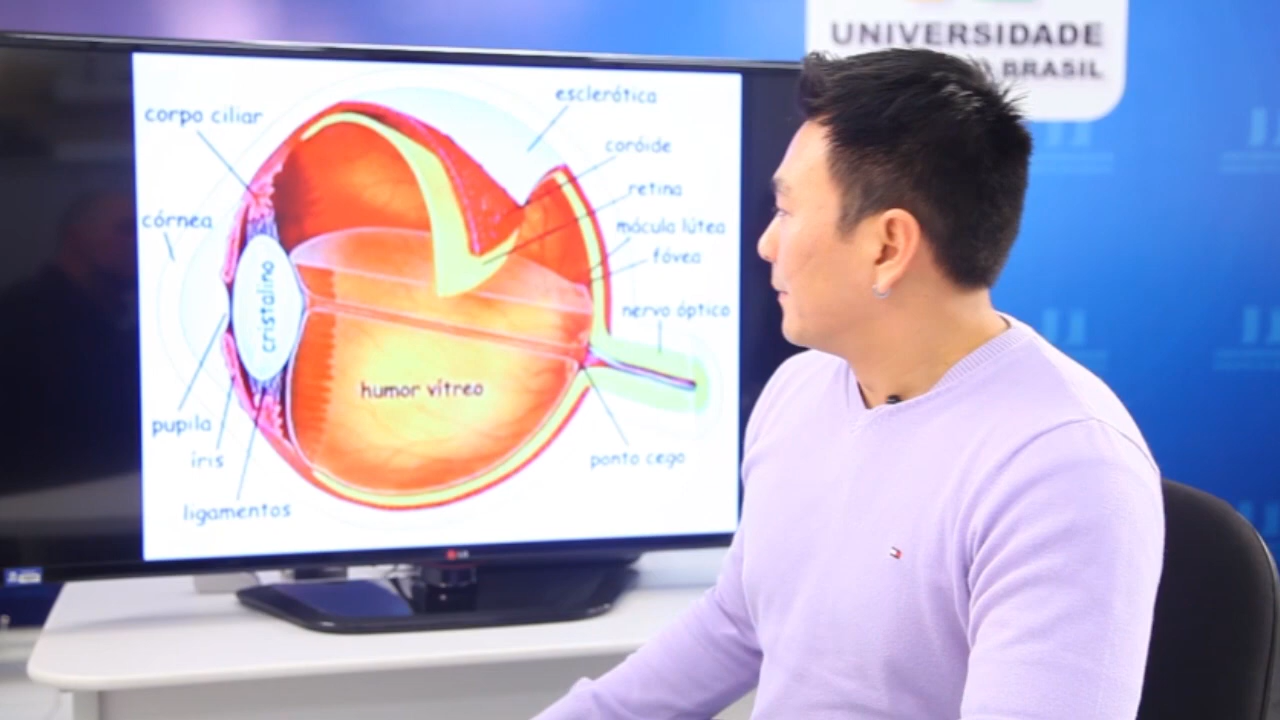 UNIVERSIDADE
BRASIL
esclerótica
corpo ciliar
coróide
retina
córnea
mácula lútea
fóvea
cristalino
nervo óptico
humor vítreo
pupila
íris
ponto cego
ligamentos
LG